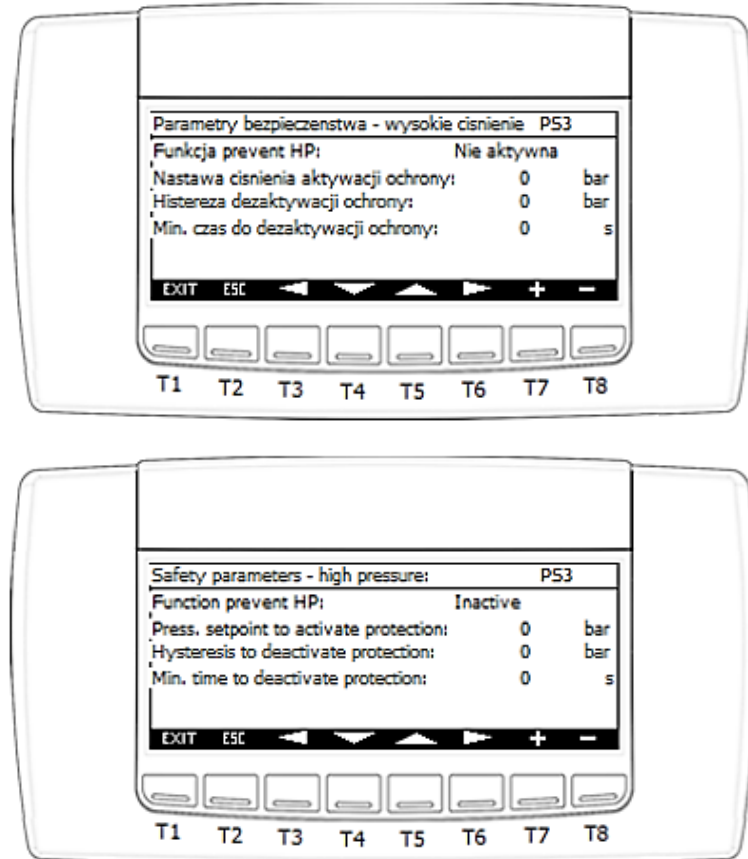 Parametry bezpieczenstwa - wysokie cisnienie P53
Funkcja prevent HP: Nie aktywna
Nastawa cisnienia aktywacji ochrony: 0 bar
Histereza dezaktywacji ochrony: 0 bar
Min. czas do dezaktywacji ochrony: 0 s
EXIT ESC + -
T1 T2 T3 T4 T5 T6 T7 T8
Safety parameters - high pressure: P53
Function prevent HP: Inactive
Press. setpoint to activate protection: 0 bar
Hysteresis to deactivate protection: 0 bar
Min. time to deactivate protection: 0 s
EXIT ESC + -
T1 T2 T3 T4 T5 T6 T7 T8